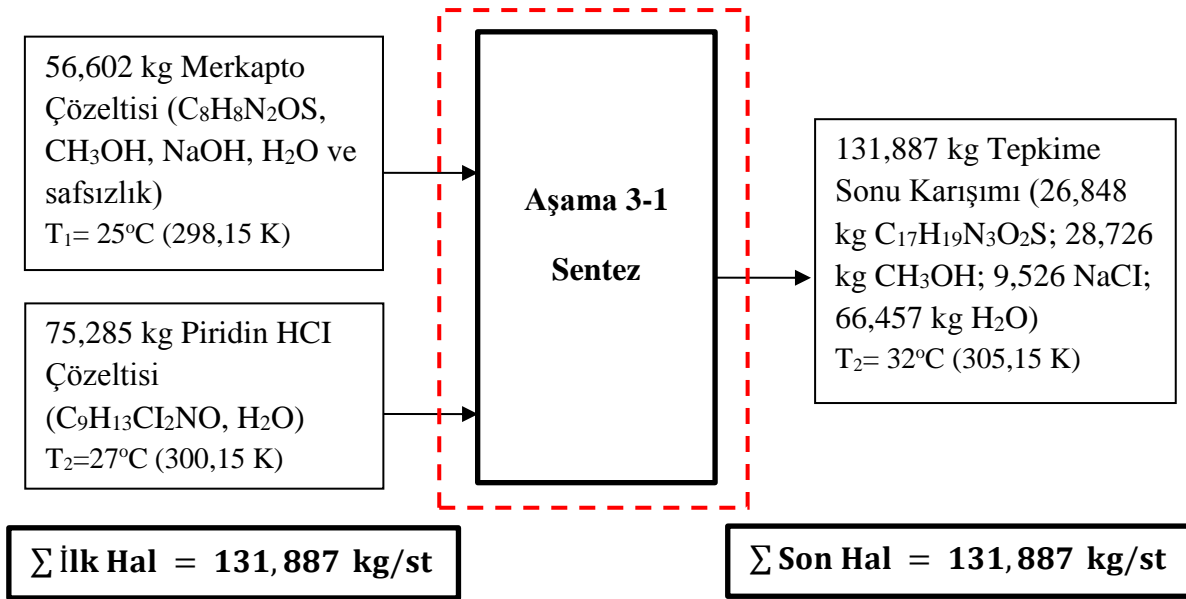 56,602 kg Merkapto
Çözeltisi (C₈H₈N₂OS,
CH₃OH, NaOH, H₂O ve
safsızlık)
T₁= 25°C (298,15 K)
75,285 kg Piridin HCI
Çözeltisi
(C₉H₁₃CI₂NO, H₂O)
T₂=27°C (300,15 K)
Aşama 3-1
Sentez
131,887 kg Tepkime
Sonu Karışımı (26,848
kg C₁₇H₁₉N₃O₂S; 28,726
kg CH₃OH; 9,526 NaCI;
66,457 kg H₂O)
T₂= 32°C (305,15 K)
∑ İlk Hal = 131,887 kg/st
∑ Son Hal = 131,887 kg/st